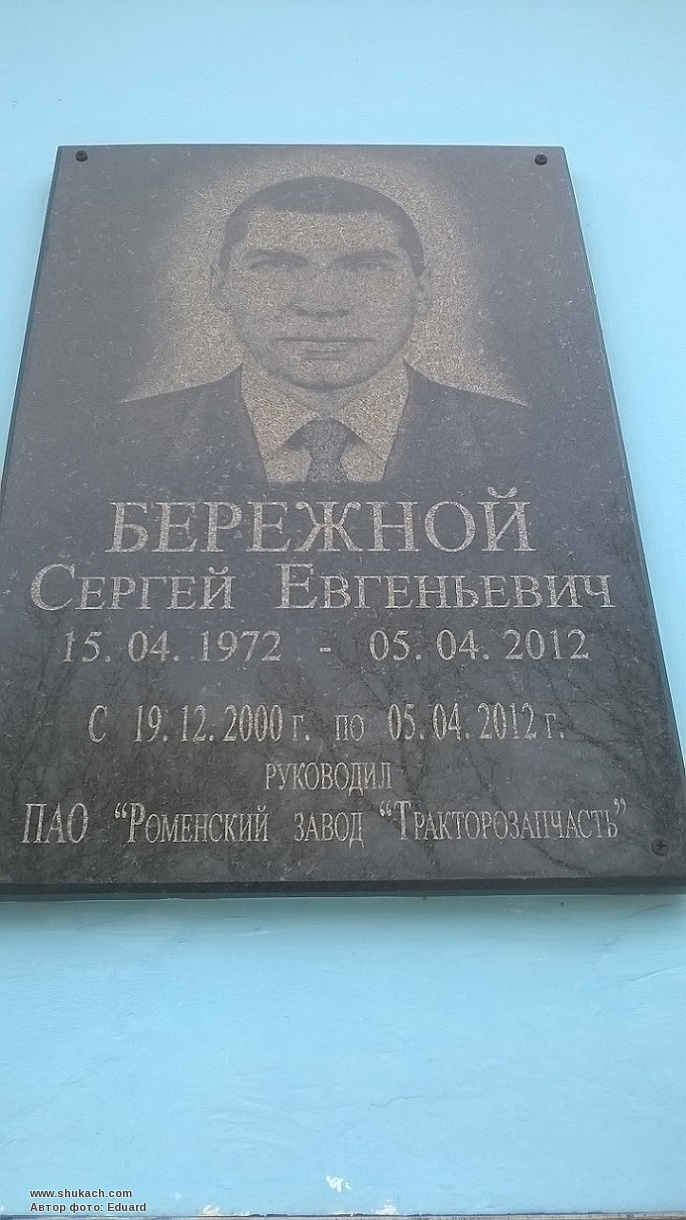 БЕРЕЖНОЙ
СЕРГЕЙ ЕВГЕНЬЕВИЧ
15. 04. 1972 - 05. 04. 2012
С 19. 12. 2000 г. по 05. 04. 2012 г.
РУКОВОДИЛ
ПАО “РОМЕНСКИЙ ЗАВОД “ТРАКТОРОЗАПЧАСТЬ”
www.shukach.com
Автор фото: Eduard